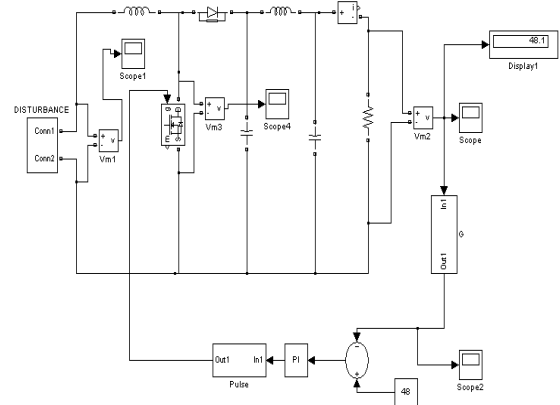 i
+
-
48.1
Display1
Scope1
DISTURBANCE
Conn1
Conn2
+
-
v
Vm1
g
D
S
m
+
-
v
Vm3
Scope4
+
-
v
Vm2
Scope
In1
Out1
G
Out1
In1
Pulse
PI
-
+
48
Scope2